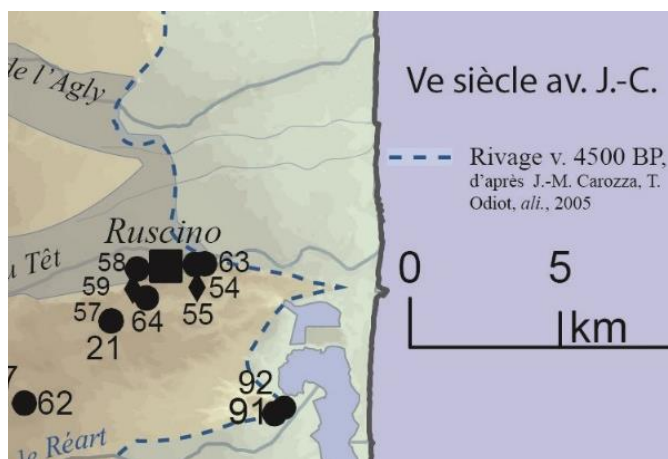 de l'Agly
Ve siècle av. J.-C.
Rivage v. 4500 BP,
d'après J.-M. Carozza, T.
Odiot, ali., 2005
Ruscino
u Têt
58
63
59
54
57
64
55
21
0
5
km
7
62
92
91
de Réart